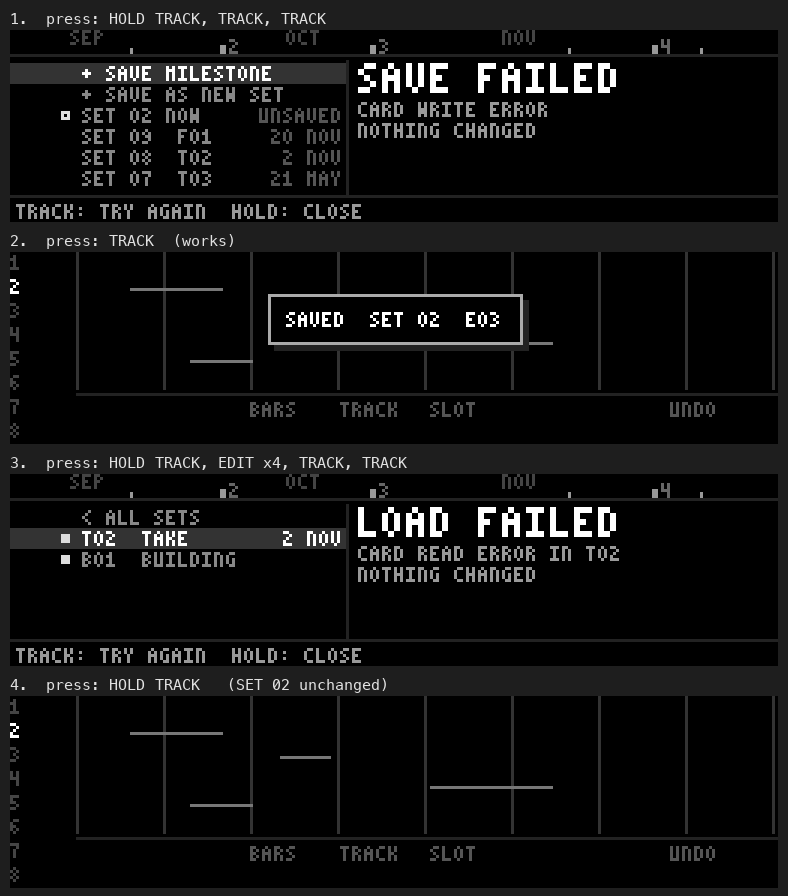 1.  press: HOLD TRACK, TRACK, TRACK
SEP OCT NOV
2 3 4
+ SAVE MILESTONE
+ SAVE AS NEW SET
SET 02 NOW UNSAVED
SET 09 F01 20 NOV
SET 08 T02 2 NOV
SET 07 T03 21 MAY
SAVE FAILED
CARD WRITE ERROR
NOTHING CHANGED
TRACK: TRY AGAIN  HOLD: CLOSE
2.  press: TRACK  (works)
1
2
3
4
5
6
7
8
SAVED  SET 02  E03
BARS TRACK SLOT UNDO
3.  press: HOLD TRACK, EDIT x4, TRACK, TRACK
SEP OCT NOV
2 3 4
< ALL SETS
T02  TAKE 2 NOV
B01  BUILDING
LOAD FAILED
CARD READ ERROR IN T02
NOTHING CHANGED
TRACK: TRY AGAIN  HOLD: CLOSE
4.  press: HOLD TRACK   (SET 02 unchanged)
1
2
3
4
5
6
7
8
BARS TRACK SLOT UNDO